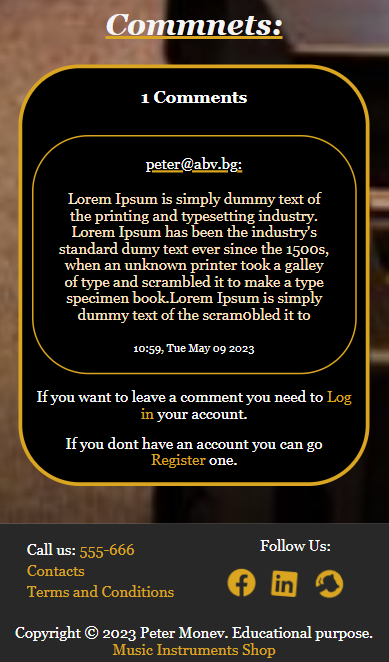 Commnets:
1 Comments
peter@abv.bg:
Lorem Ipsum is simply dummy text of
the printing and typesetting industry.
Lorem Ipsum has been the industry's
standard dumy text ever since the 1500s,
when an unknown printer took a galley
of type and scrambled it to make a type
specimen book.Lorem Ipsum is simply
dummy text of the scram0bled it to
10:59, Tue May 09 2023
If you want to leave a comment you need to Log
in your account.
If you dont have an account you can go
Register one.
Call us: 555-666
Contacts
Terms and Conditions
Follow Us:
Copyright © 2023 Peter Monev. Educational purpose.
Music Instruments Shop